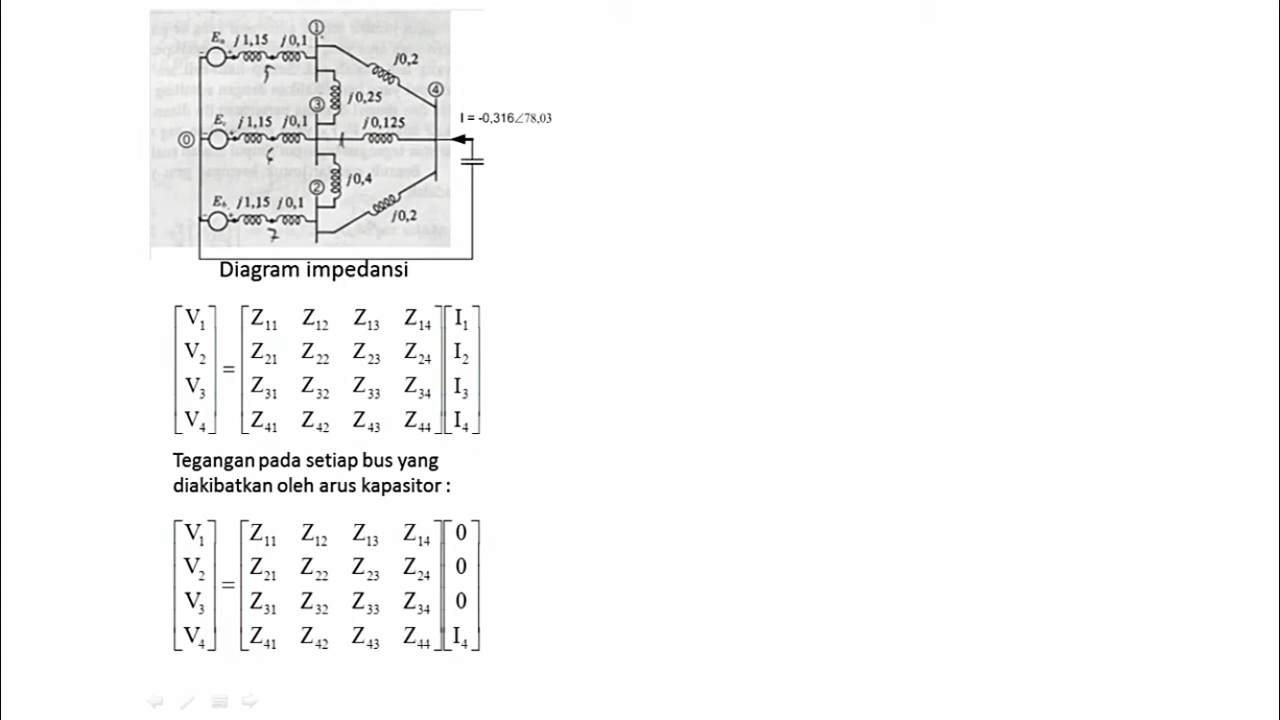 ①
Eₐ j1,15 j0,1
j0,2
5
④
③ j0,25
I = -0,316∠78,03
E꜀ j1,15 j0,1 j0,125
⓪
6
j0,4
②
E_b j1,15 j0,1
j0,2
7
Diagram impedansi
V₁ Z₁₁ Z₁₂ Z₁₃ Z₁₄ I₁
V₂ Z₂₁ Z₂₂ Z₂₃ Z₂₄ I₂
=
V₃ Z₃₁ Z₃₂ Z₃₃ Z₃₄ I₃
V₄ Z₄₁ Z₄₂ Z₄₃ Z₄₄ I₄
Tegangan pada setiap bus yang
diakibatkan oleh arus kapasitor :
V₁ Z₁₁ Z₁₂ Z₁₃ Z₁₄ 0
V₂ Z₂₁ Z₂₂ Z₂₃ Z₂₄ 0
=
V₃ Z₃₁ Z₃₂ Z₃₃ Z₃₄ 0
V₄ Z₄₁ Z₄₂ Z₄₃ Z₄₄ I₄